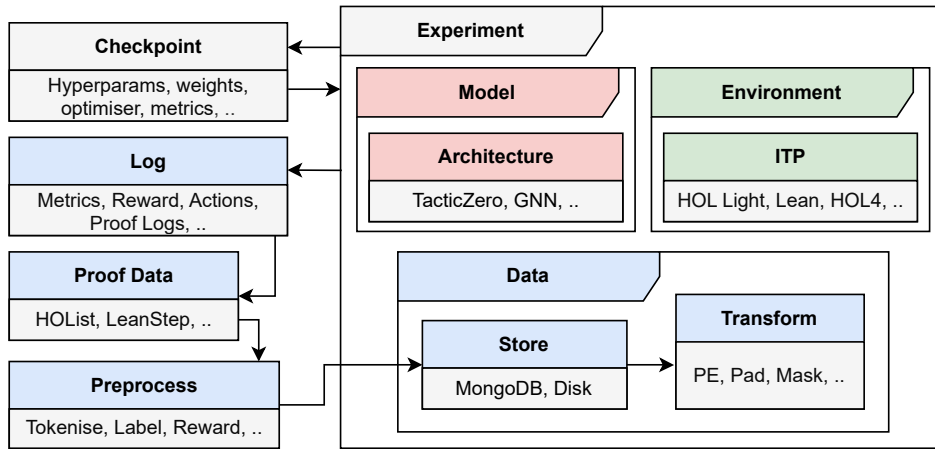 Checkpoint
Hyperparams, weights,
optimiser, metrics, ..
Log
Metrics, Reward, Actions,
Proof Logs, ..
Proof Data
HOList, LeanStep, ..
Preprocess
Tokenise, Label, Reward, ..
Experiment
Model
Architecture
TacticZero, GNN, ..
Environment
ITP
HOL Light, Lean, HOL4, ..
Data
Store
MongoDB, Disk
Transform
PE, Pad, Mask, ..